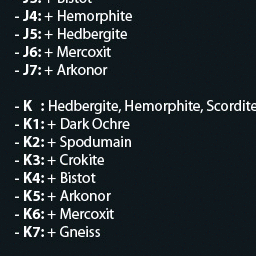 - J3: + Bistot
- J4: + Hemorphite
- J5: + Hedbergite
- J6: + Mercoxit
- J7: + Arkonor

- K : Hedbergite, Hemorphite, Scordite
- K1: + Dark Ochre
- K2: + Spodumain
- K3: + Crokite
- K4: + Bistot
- K5: + Arkonor
- K6: + Mercoxit
- K7: + Gneiss